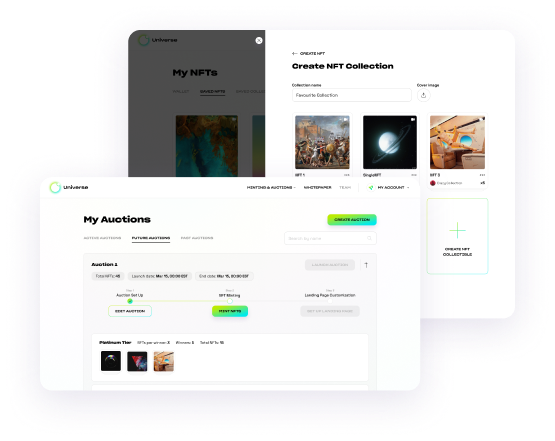 Universe
My NFTs
WALLET SAVED NFTS
CREATE NFT
Create NFT Collection
Collection name Cover image
Favourite Collection
NFT 1
SingleNFT
NFT 3
x5
CREATE NFT
COLLECTIBLE
Universe
MINTING & AUCTIONS WHITEPAPER TEAM MY ACCOUNT
My Auctions
CREATE AUCTION
ACTIVE AUCTIONS FUTURE AUCTIONS PAST AUCTIONS
Search by name
Auction 1
LAUNCH AUCTION
Total NFTs: 45 Launch date: Mar 15, 00:00 EST End date: Mar 15, 00:00 EST
Step 1 Step 2 Step 3
Auction Set Up NFT Minting Landing Page Customization
EDIT AUCTION MINT NFTS SET UP LANDING PAGE
Platinum Tier NFTs per winner: 3 Winners: 5 Total NFTs: 15